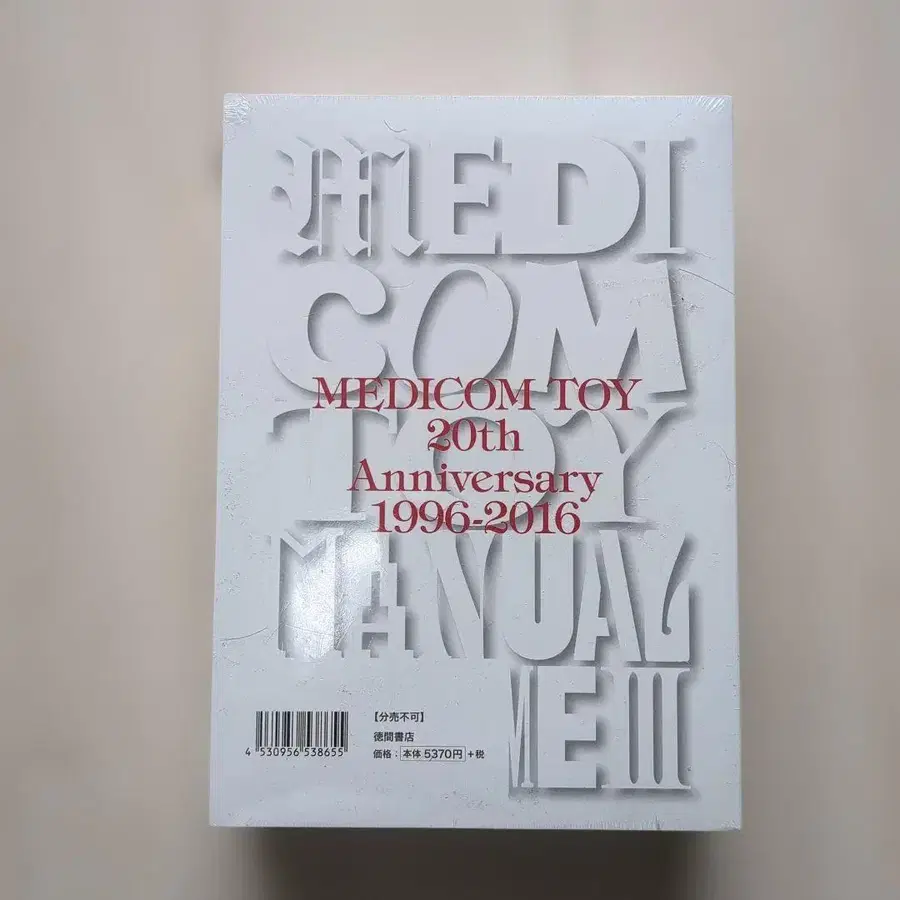 MEDI
COM
TOY
MANUAL
ME III
MEDICOM TOY
20th
Anniversary
1996-2016
4 530956 538655
【分売不可】
徳間書店
価格：本体 5370円 +税